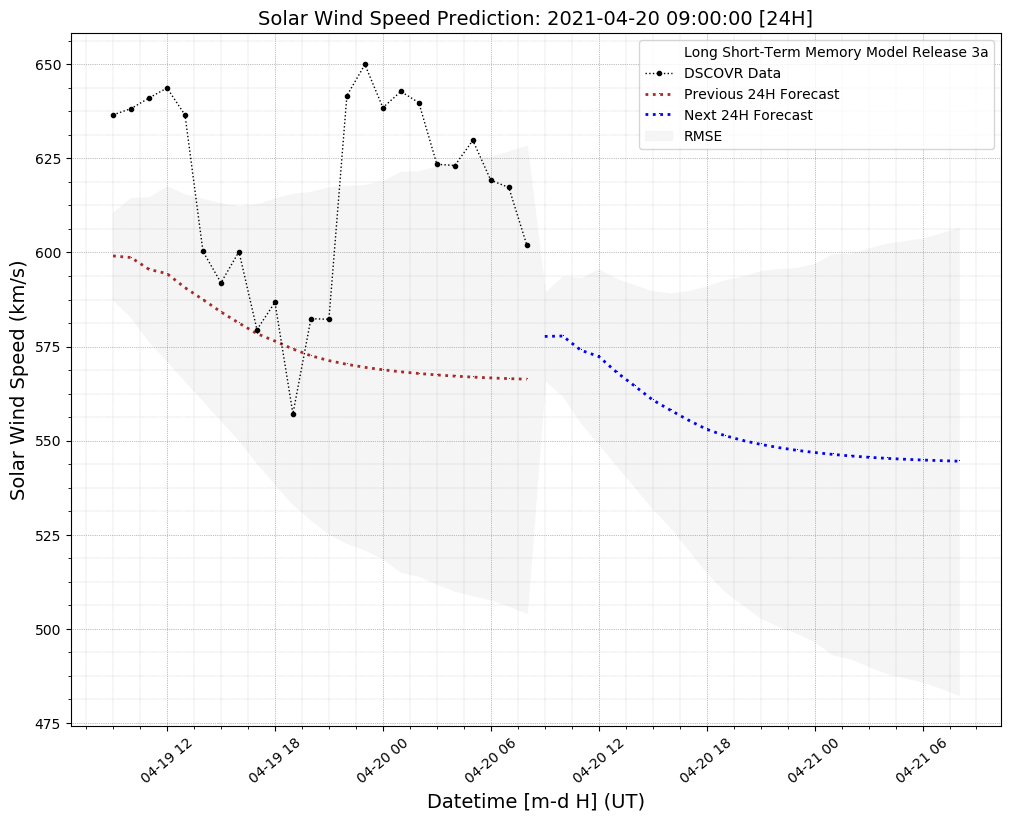 Solar Wind Speed Prediction: 2021-04-20 09:00:00 [24H]
Long Short-Term Memory Model Release 3a
DSCOVR Data
Previous 24H Forecast
Next 24H Forecast
RMSE
Solar Wind Speed (km/s)
650
625
600
575
550
525
500
475
04-19 12
04-19 18
04-20 00
04-20 06
04-20 12
04-20 18
04-21 00
04-21 06
Datetime [m-d H] (UT)